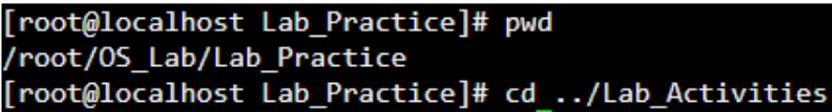 [root@localhost Lab_Practice]# pwd
/root/OS_Lab/Lab_Practice
[root@localhost Lab_Practice]# cd ../Lab_Activities